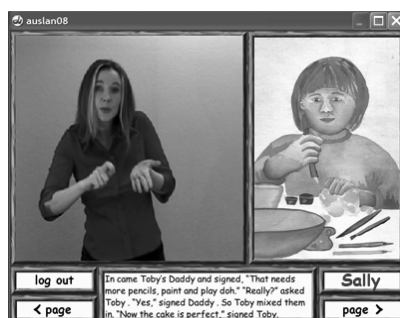 auslan08
log out
< page
In came Toby's Daddy and signed, "That needs
more pencils, paint and play doh." "Really?" asked
Toby . "Yes," signed Daddy . So Toby mixed them
in. "Now the cake is perfect," signed Toby.
Sally
page >